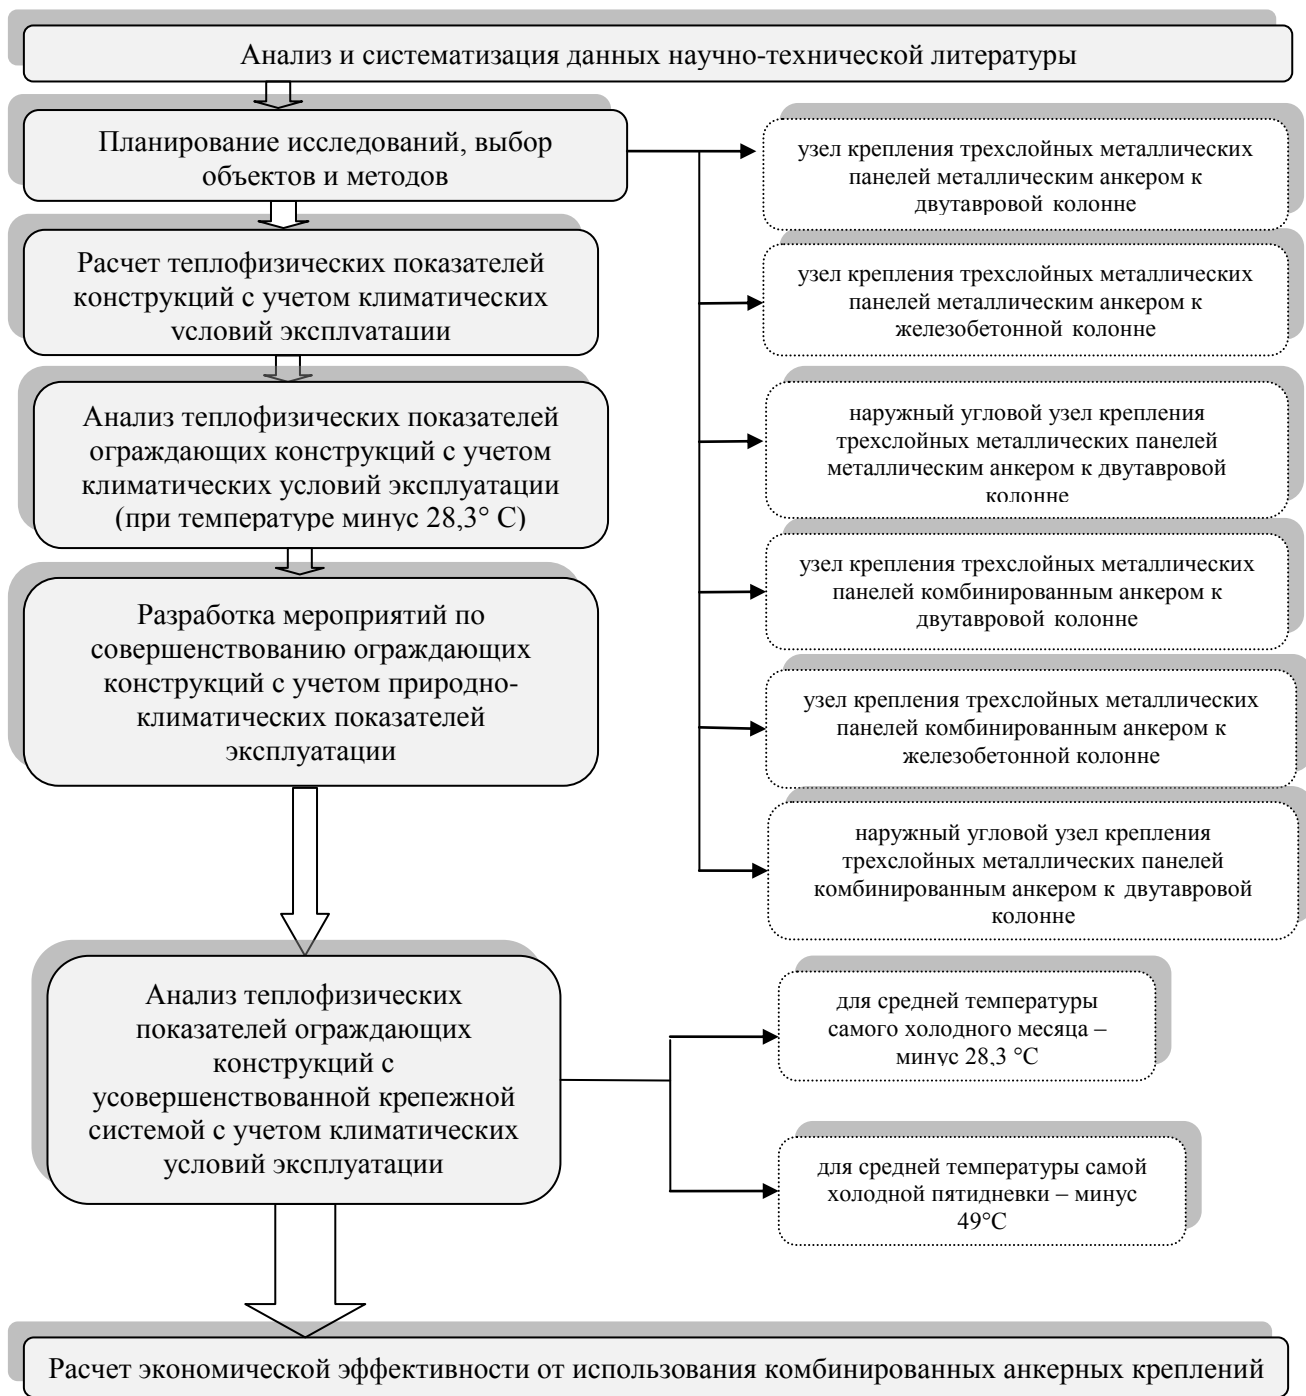 Анализ и систематизация данных научно-технической литературы
Планирование исследований, выбор
объектов и методов
Расчет теплофизических показателей
конструкций с учетом климатических
условий эксплуатации
Анализ теплофизических показателей
ограждающих конструкций с учетом
климатических условий эксплуатации
(при температуре минус 28,3° С)
Разработка мероприятий по
совершенствованию ограждающих
конструкций с учетом природно-
климатических показателей
эксплуатации
Анализ теплофизических
показателей ограждающих
конструкций с
усовершенствованной крепежной
системой с учетом климатических
условий эксплуатации
узел крепления трехслойных металлических
панелей металлическим анкером к
двутавровой колонне
узел крепления трехслойных металлических
панелей металлическим анкером к
железобетонной колонне
наружный угловой узел крепления
трехслойных металлических панелей
металлическим анкером к двутавровой
колонне
узел крепления трехслойных металлических
панелей комбинированным анкером к
двутавровой колонне
узел крепления трехслойных металлических
панелей комбинированным анкером к
железобетонной колонне
наружный угловой узел крепления
трехслойных металлических панелей
комбинированным анкером к двутавровой
колонне
для средней температуры
самого холодного месяца –
минус 28,3 °С
для средней температуры самой
холодной пятидневки – минус
49°С
Расчет экономической эффективности от использования комбинированных анкерных креплений